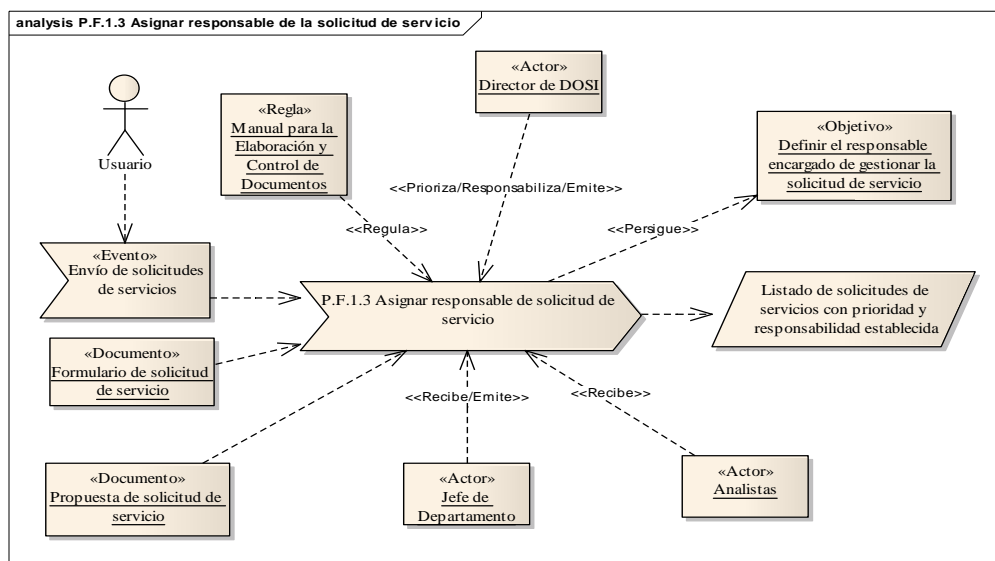 analysis P.F.1.3 Asignar responsable de la solicitud de servicio
Usuario
«Regla»
Manual para la
Elaboración y
Control de
Documentos
«Actor»
Director de DOSI
«Objetivo»
Definir el responsable
encargado de gestionar la
solicitud de servicio
<<Prioriza/Responsabiliza/Emite>>
<<Regula>>
<<Persigue>>
«Evento»
Envío de solicitudes
de servicios
P.F.1.3 Asignar responsable de solicitud de
servicio
Listado de solicitudes de
servicios con prioridad y
responsabilidad establecida
«Documento»
Formulario de solicitud
de servicio
<<Recibe/Emite>>
<<Recibe>>
«Documento»
Propuesta de solicitud de
servicio
«Actor»
Jefe de
Departamento
«Actor»
Analistas